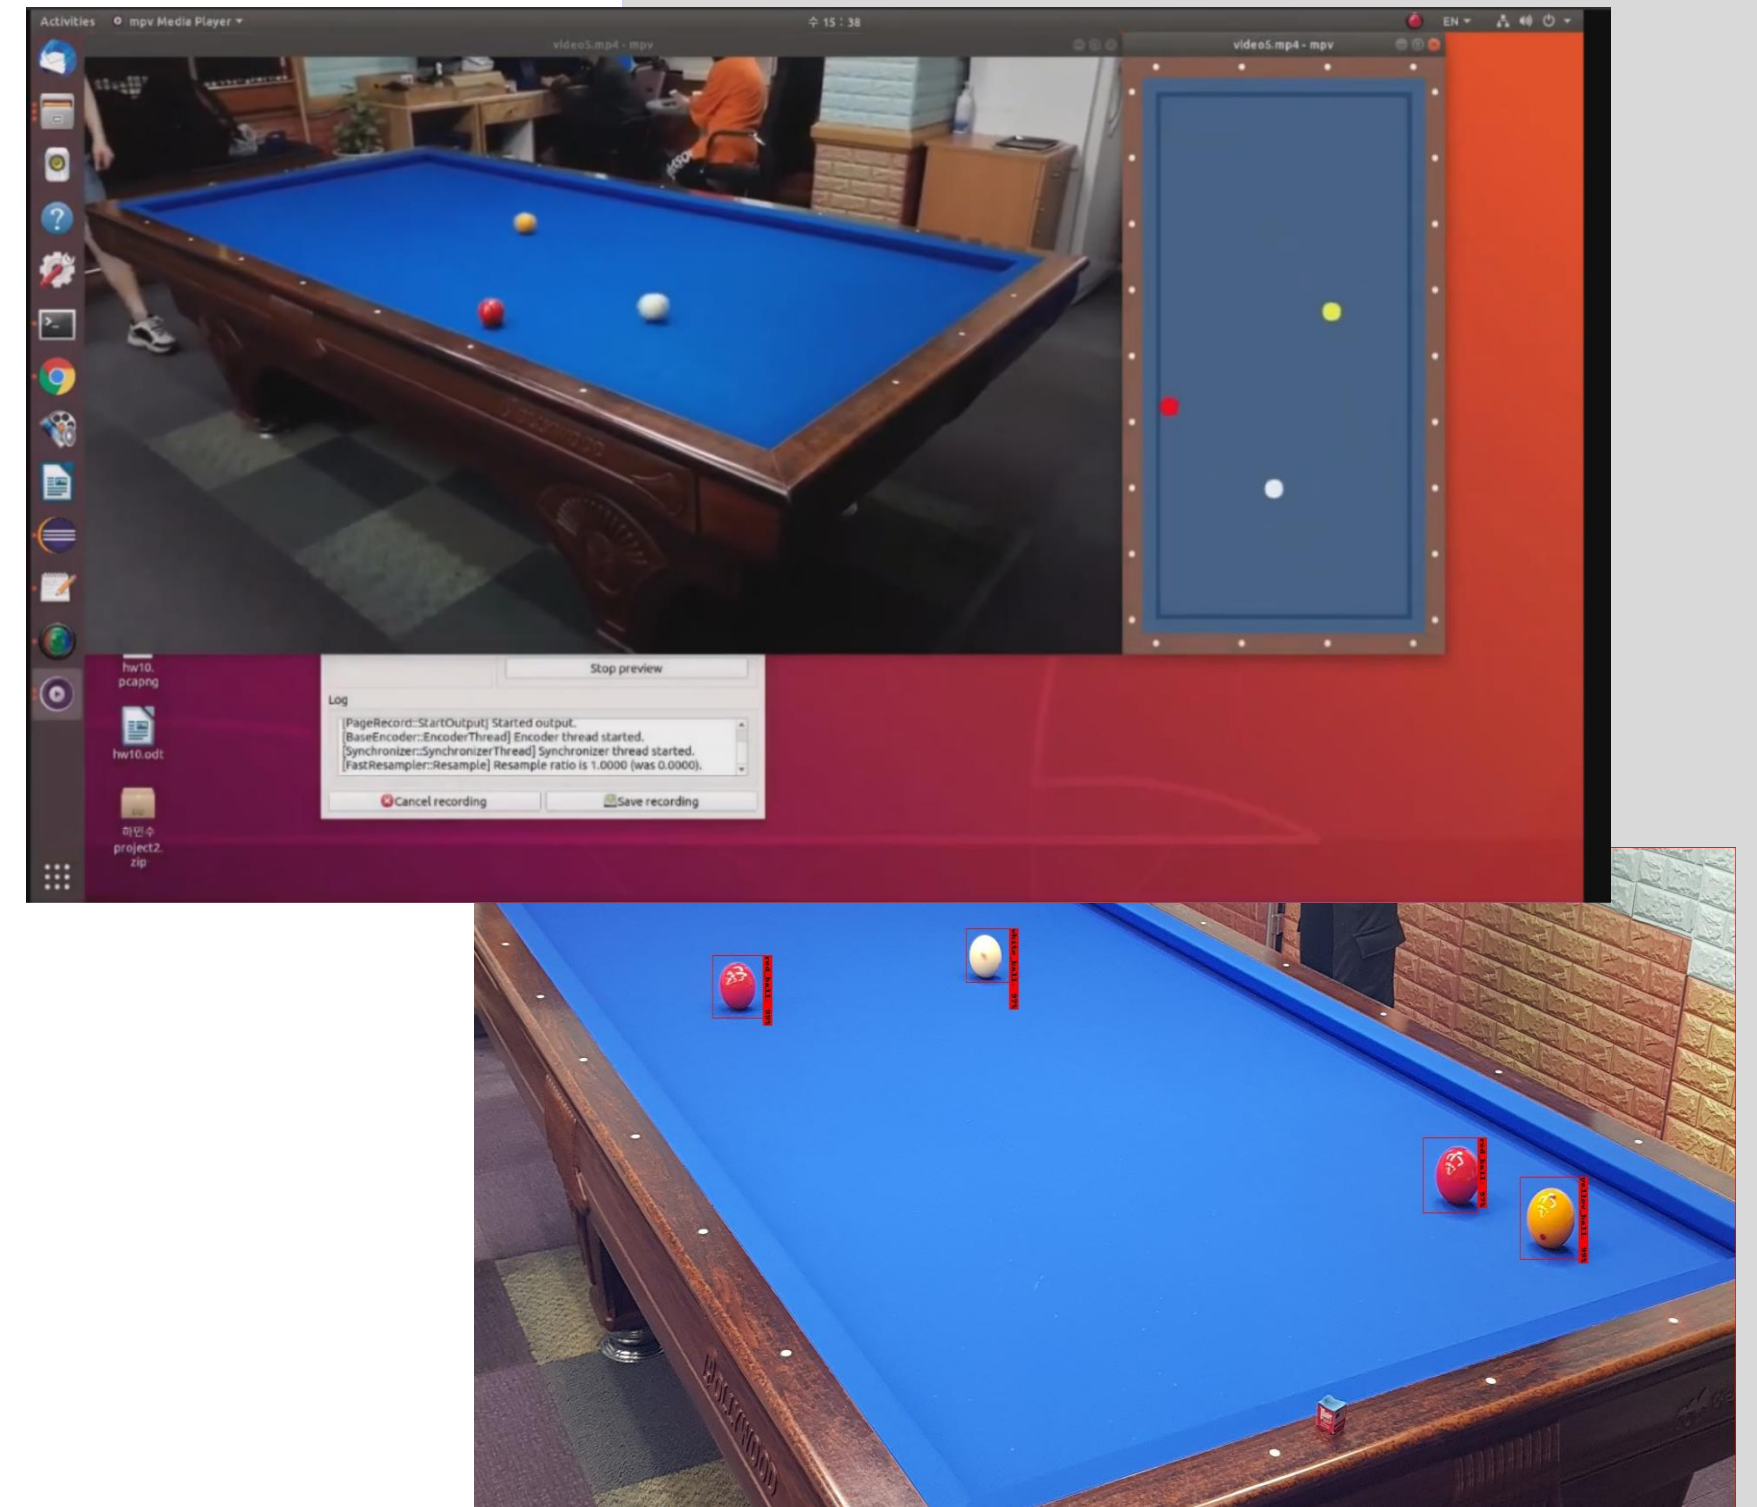 Activities
mpv Media Player
수 15 : 38
EN
video5.mp4 - mpv
video5.mp4 - mpv
hw10.
pcapng
hw10.odt
하민수
project2.
zip
Stop preview
Log
[PageRecord::StartOutput] Started output.
[BaseEncoder::EncoderThread] Encoder thread started.
[Synchronizer::SynchronizerThread] Synchronizer thread started.
[FastResampler::Resample] Resample ratio is 1.0000 (was 0.0000).
Cancel recording
Save recording
HOLLYWOOD